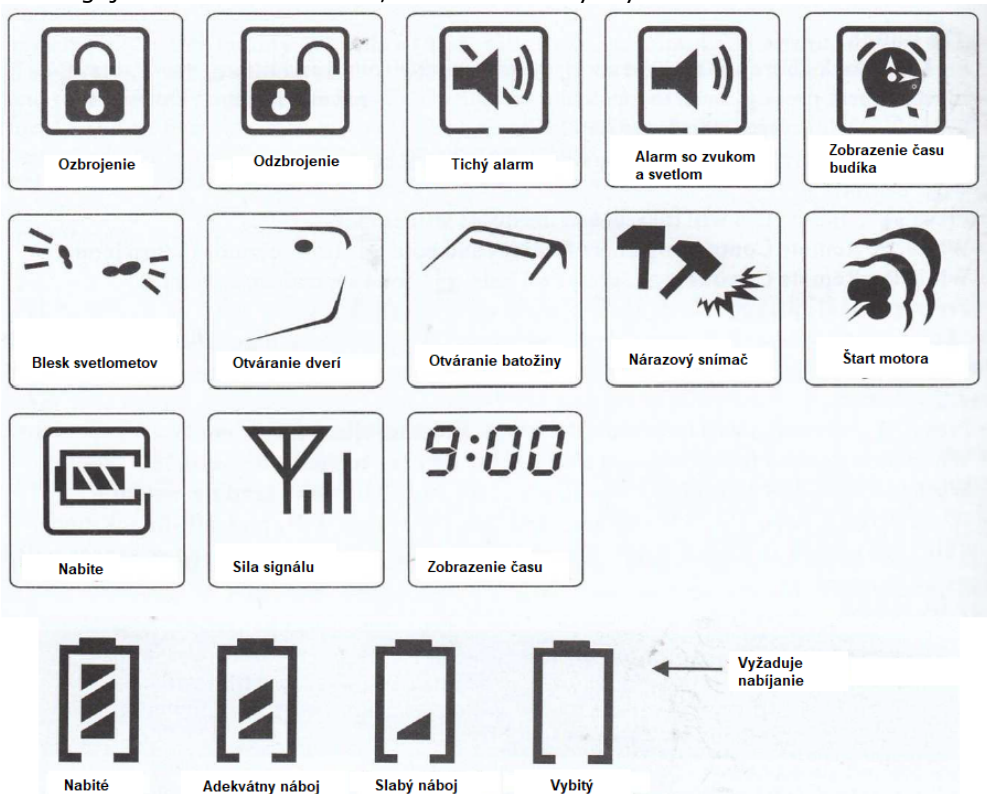 Ozbrojenie
Odzbrojenie
Tichý alarm
Alarm so zvukom
a svetlom
Zobrazenie času
budíka
Blesk svetlometov
Otváranie dverí
Otváranie batožiny
Nárazový snímač
Štart motora
Nabite
Sila signálu
9:00
Zobrazenie času
Vyžaduje
nabíjanie
Nabité
Adekvátny náboj
Slabý náboj
Vybitý